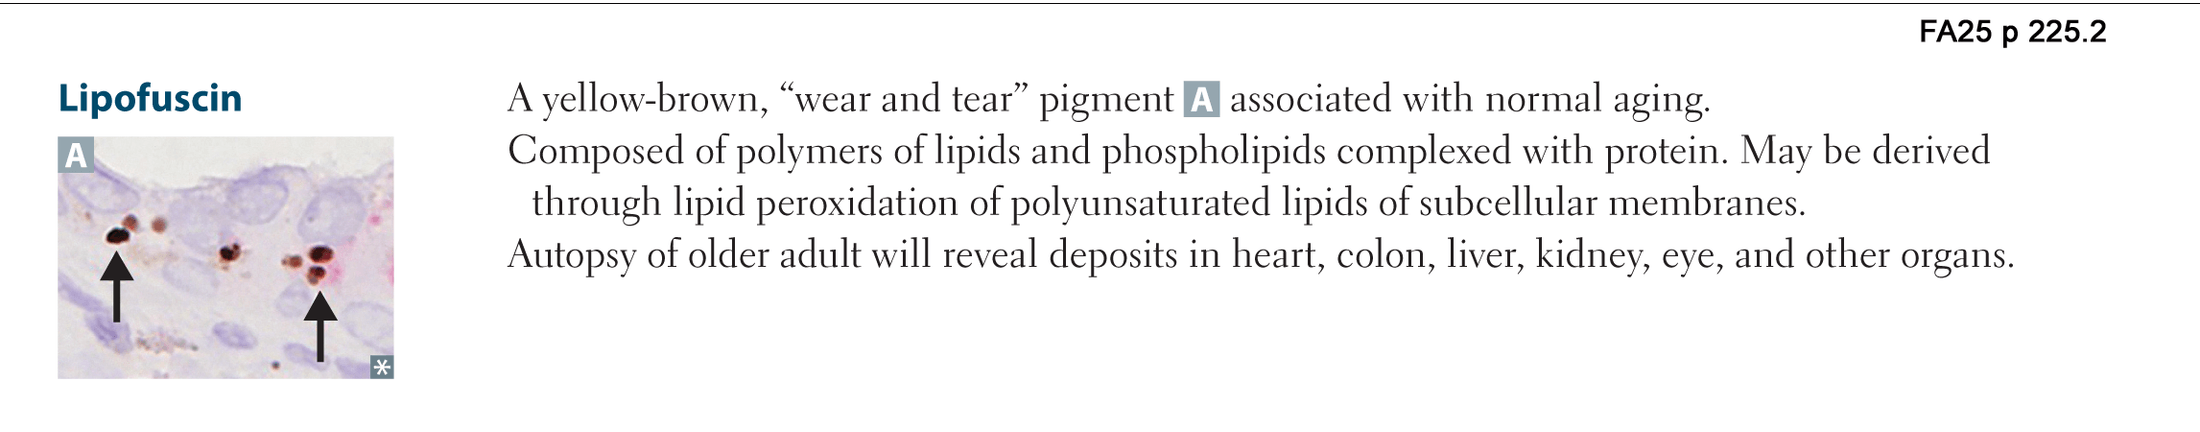 FA25 p 225.2
Lipofuscin
A yellow-brown, “wear and tear” pigment A associated with normal aging.
Composed of polymers of lipids and phospholipids complexed with protein. May be derived
through lipid peroxidation of polyunsaturated lipids of subcellular membranes.
Autopsy of older adult will reveal deposits in heart, colon, liver, kidney, eye, and other organs.
A
*